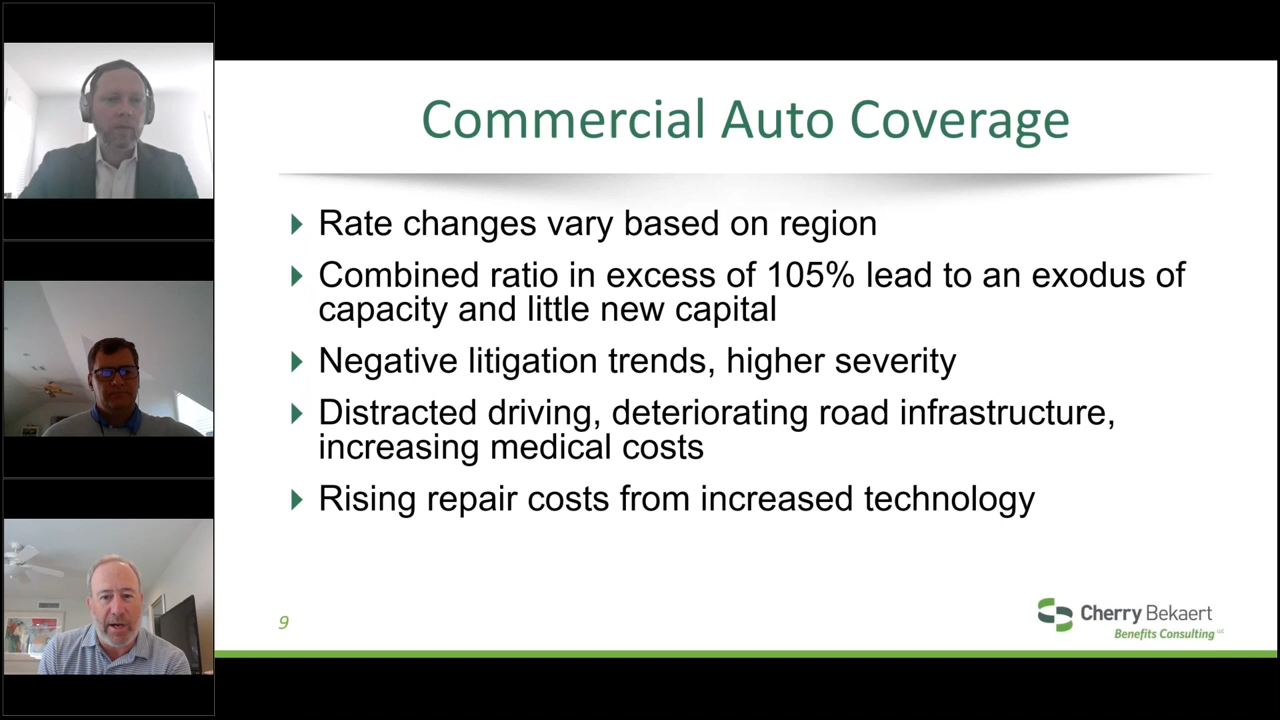 Commercial Auto Coverage
Rate changes vary based on region
Combined ratio in excess of 105% lead to an exodus of
capacity and little new capital
Negative litigation trends, higher severity
Distracted driving, deteriorating road infrastructure,
increasing medical costs
Rising repair costs from increased technology
9
Cherry Bekaert
Benefits Consulting LLC